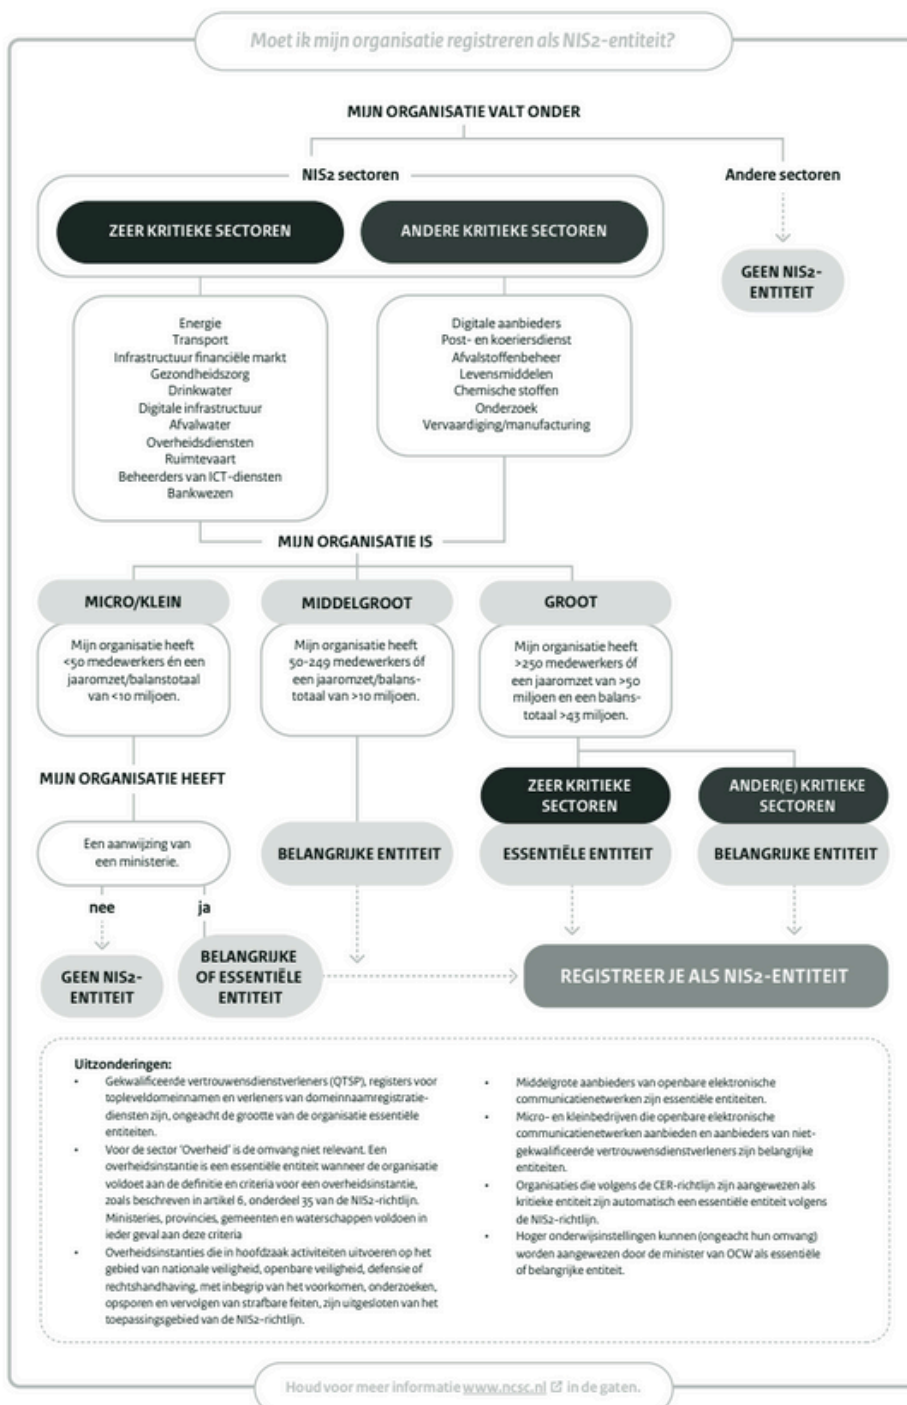 Moet ik mijn organisatie registreren als NIS2-entiteit?
MIJN ORGANISATIE VALT ONDER
NIS2 sectoren
Andere sectoren
ZEER KRITIEKE SECTOREN
ANDERE KRITIEKE SECTOREN
GEEN NIS2-
ENTITEIT
Energie
Transport
Infrastructuur financiële markt
Gezondheidszorg
Drinkwater
Digitale infrastructuur
Afvalwater
Overheidsdiensten
Ruimtevaart
Beheerders van ICT-diensten
Bankwezen
Digitale aanbieders
Post- en koeriersdienst
Afvalstoffenbeheer
Levensmiddelen
Chemische stoffen
Onderzoek
Vervaardiging/manufacturing
MIJN ORGANISATIE IS
MICRO/KLEIN
Mijn organisatie heeft
<50 medewerkers én een
jaaromzet/balanstotaal
van <10 miljoen.
MIDDELGROOT
Mijn organisatie heeft
50-249 medewerkers óf
een jaaromzet/balans-
totaal van >10 miljoen.
GROOT
Mijn organisatie heeft
>250 medewerkers óf
een jaaromzet van >50
miljoen en een balans-
totaal >43 miljoen.
MIJN ORGANISATIE HEEFT
Een aanwijzing van
een ministerie.
nee
ja
GEEN NIS2-
ENTITEIT
BELANGRIJKE
OF ESSENTIËLE
ENTITEIT
BELANGRIJKE ENTITEIT
ZEER KRITIEKE
SECTOREN
ESSENTIËLE ENTITEIT
ANDER(E) KRITIEKE
SECTOREN
BELANGRIJKE ENTITEIT
REGISTREER JE ALS NIS2-ENTITEIT
Uitzonderingen:
• Gekwalificeerde vertrouwensdienstverleners (QTSP), registers voor
topleveldomeinnamen en verleners van domeinnaamregistratie-
diensten zijn, ongeacht de grootte van de organisatie essentiële
entiteiten.
• Voor de sector 'Overheid' is de omvang niet relevant. Een
overheidsinstantie is een essentiële entiteit wanneer de organisatie
voldoet aan de definitie en criteria voor een overheidsinstantie,
zoals beschreven in artikel 6, onderdeel 35 van de NIS2-richtlijn.
Ministeries, provincies, gemeenten en waterschappen voldoen in
ieder geval aan deze criteria
• Overheidsinstanties die in hoofdzaak activiteiten uitvoeren op het
gebied van nationale veiligheid, openbare veiligheid, defensie of
rechtshandhaving, met inbegrip van het voorkomen, onderzoeken,
opsporen en vervolgen van strafbare feiten, zijn uitgesloten van het
toepassingsgebied van de NIS2-richtlijn.
• Middelgrote aanbieders van openbare elektronische
communicatienetwerken zijn essentiële entiteiten.
• Micro- en kleinbedrijven die openbare elektronische
communicatienetwerken aanbieden en aanbieders van niet-
gekwalificeerde vertrouwensdienstverleners zijn belangrijke
entiteiten.
• Organisaties die volgens de CER-richtlijn zijn aangewezen als
kritieke entiteit zijn automatisch een essentiële entiteit volgens
de NIS2-richtlijn.
• Hoger onderwijsinstellingen kunnen (ongeacht hun omvang)
worden aangewezen door de minister van OCW als essentiële
of belangrijke entiteit.
Houd voor meer informatie www.ncsc.nl in de gaten.